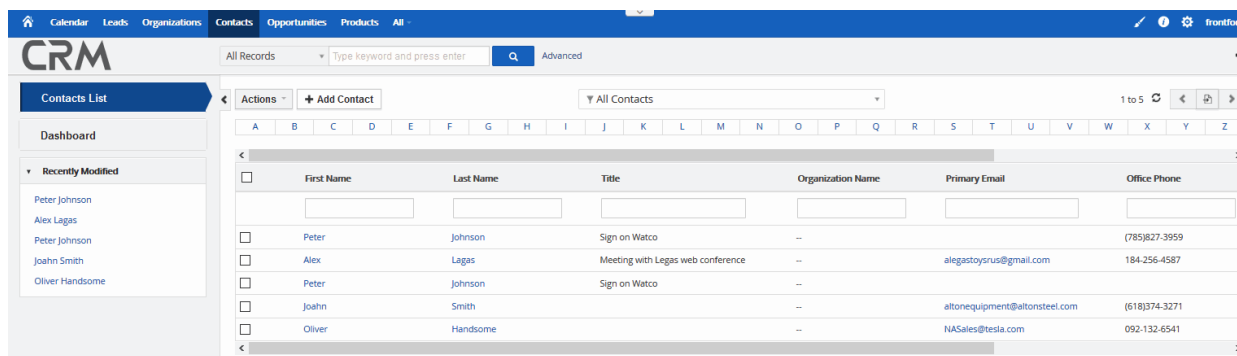 Calendar Leads Organizations Contacts Opportunities Products All
CRM
All Records Type keyword and press enter Advanced
Contacts List
Actions + Add Contact All Contacts 1 to 5
Dashboard
A B C D E F G H I J K L M N O P Q R S T U V W X Y Z
Recently Modified
First Name Last Name Title Organization Name Primary Email Office Phone
Peter Johnson
Alex Lagas
Peter Johnson
Joahn Smith
Oliver Handsome
Peter Johnson Sign on Watco -- (785)827-3959
Alex Lagas Meeting with Legas web conference -- alegastoysrus@gmail.com 184-256-4587
Peter Johnson Sign on Watco --
Joahn Smith -- altonequipment@altonsteel.com (618)374-3271
Oliver Handsome -- NASales@tesla.com 092-132-6541